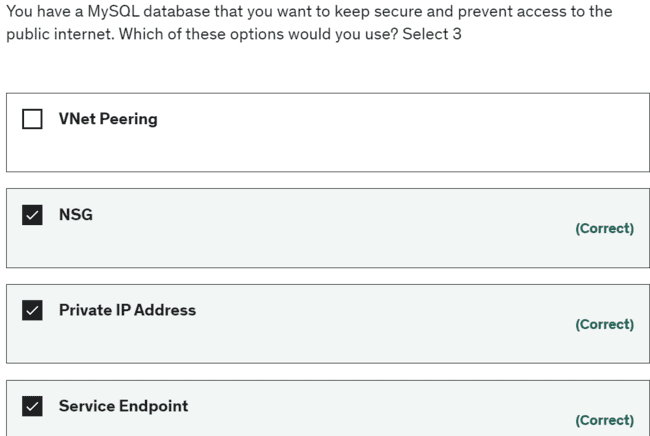 You have a MySQL database that you want to keep secure and prevent access to the
public internet. Which of these options would you use? Select 3
VNet Peering
NSG
(Correct)
Private IP Address
(Correct)
Service Endpoint
(Correct)